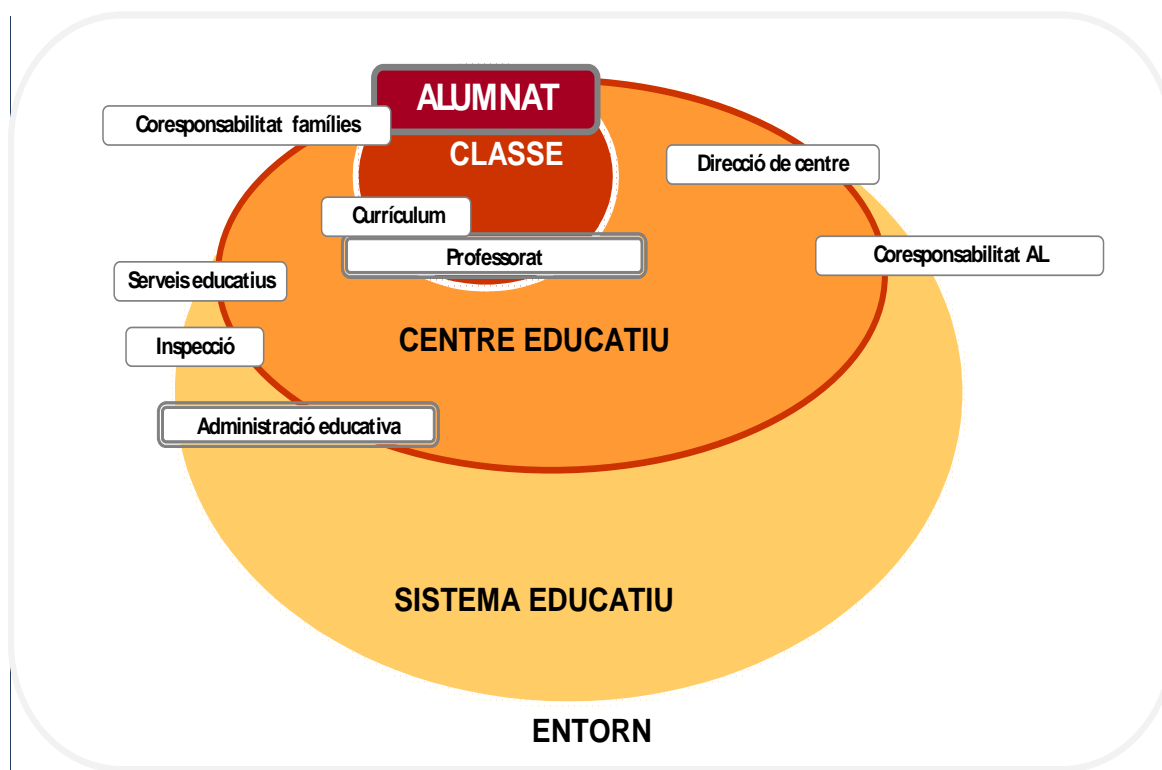 ALUMNAT
Coresponsabilitat famílies
CLASSE
Direcció de centre
Currículum
Professorat
Coresponsabilitat AL
Serveis educatius
CENTRE EDUCATIU
Inspecció
Administració educativa
SISTEMA EDUCATIU
ENTORN